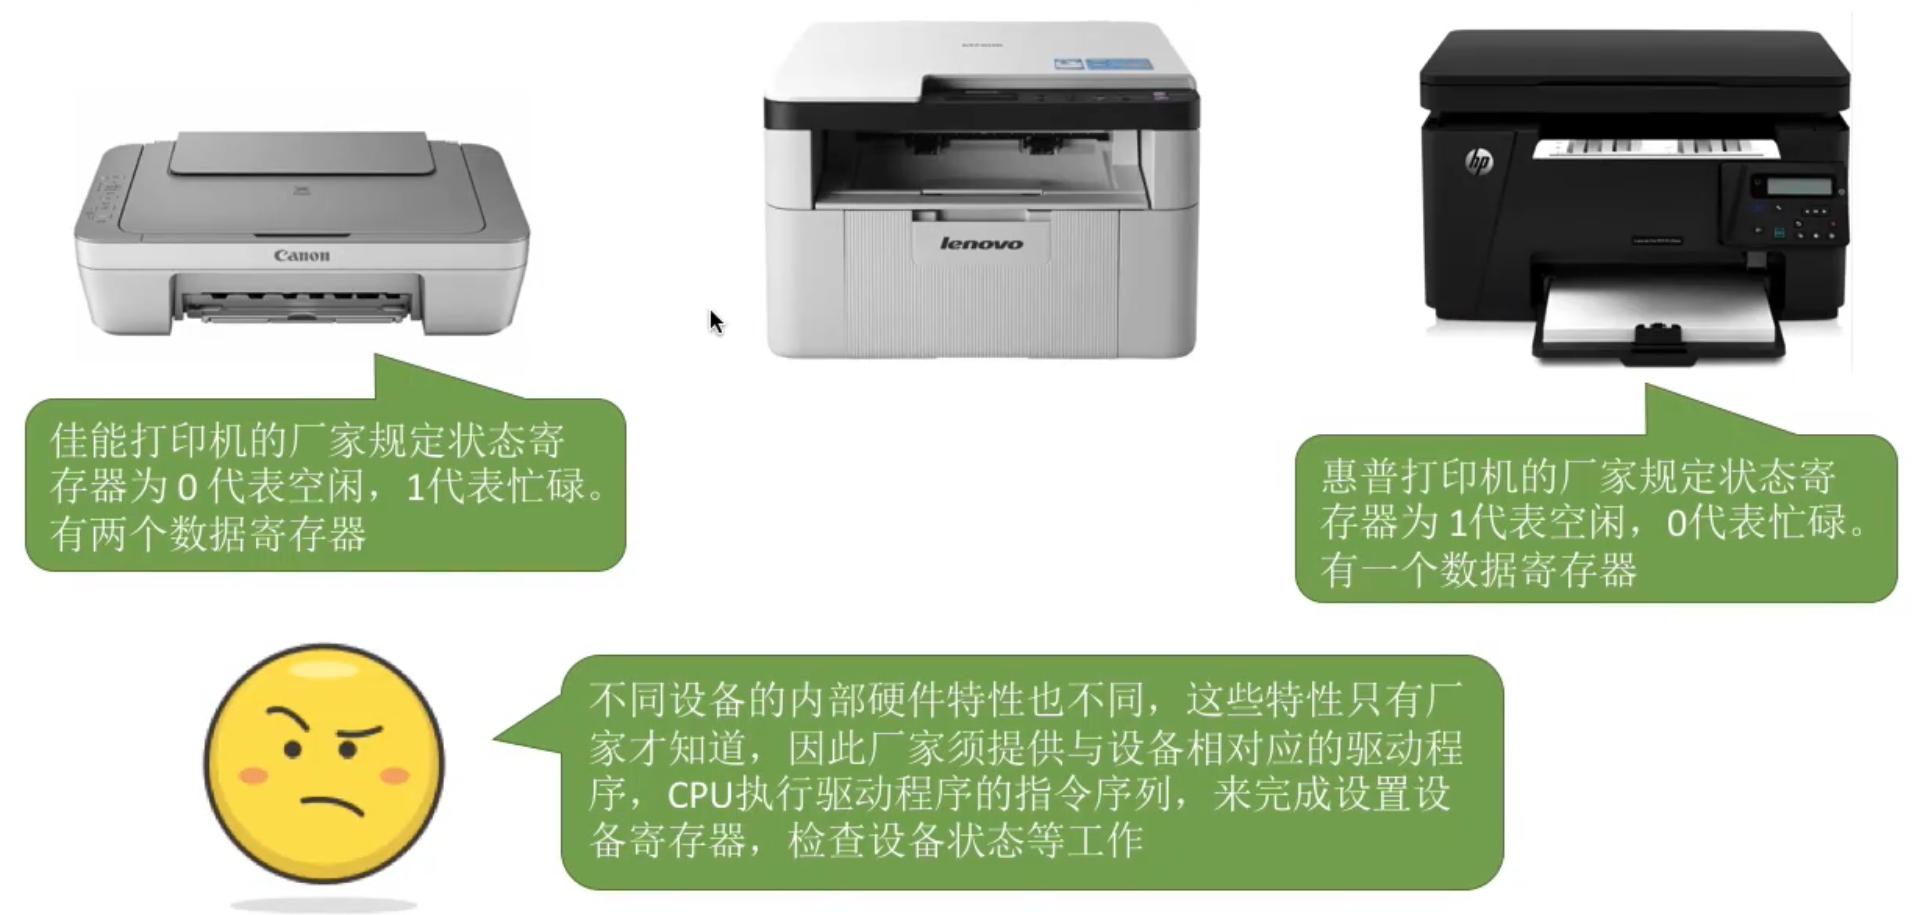 Canon
lenovo
hp
佳能打印机的厂家规定状态寄
存器为 0 代表空闲，1代表忙碌。
有两个数据寄存器
惠普打印机的厂家规定状态寄
存器为 1代表空闲，0代表忙碌。
有一个数据寄存器
不同设备的内部硬件特性也不同，这些特性只有厂
家才知道，因此厂家须提供与设备相对应的驱动程
序，CPU执行驱动程序的指令序列，来完成设置设
备寄存器，检查设备状态等工作